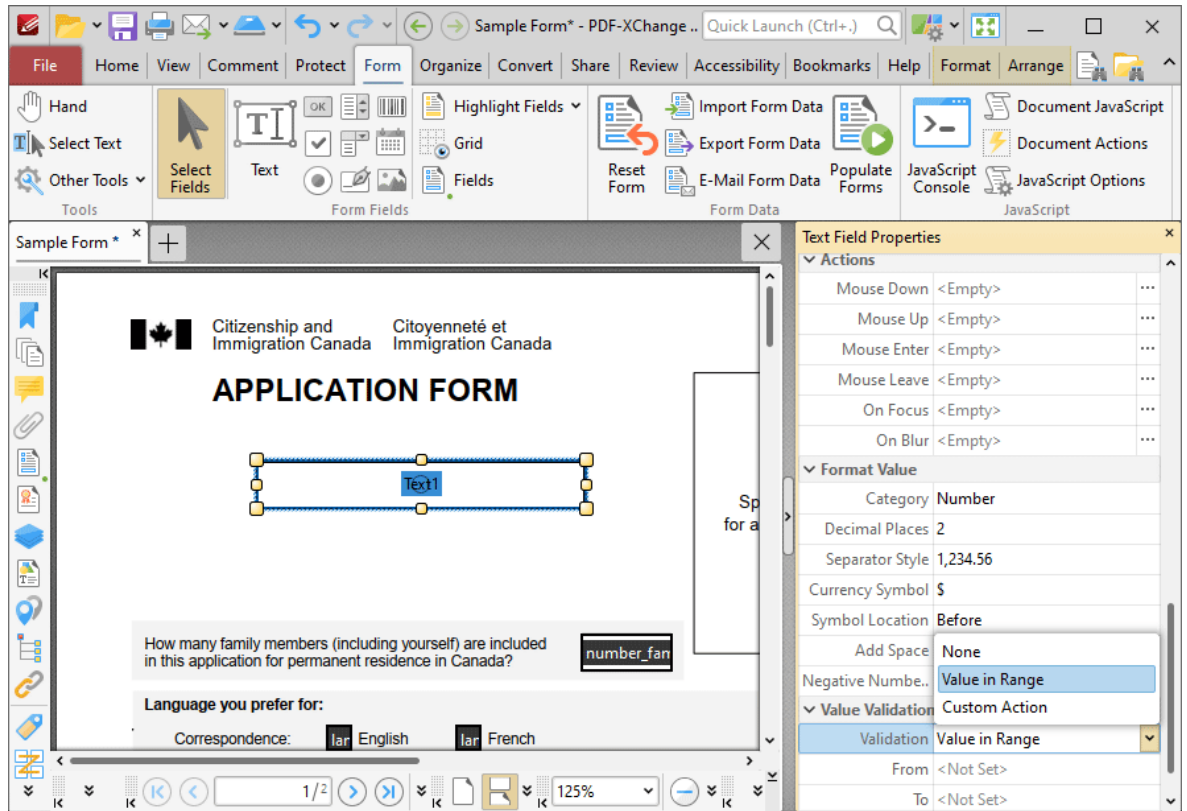 Sample Form* - PDF-XChange ..
Quick Launch (Ctrl+.)
File Home View Comment Protect Form Organize Convert Share Review Accessibility Bookmarks Help Format Arrange
Hand
Select Text
Other Tools
Tools
Select Fields
Text
OK
Highlight Fields
Grid
Fields
Form Fields
Reset Form
Import Form Data
Export Form Data
E-Mail Form Data
Populate Forms
Form Data
JavaScript Console
Document JavaScript
Document Actions
JavaScript Options
JavaScript
Sample Form *
Citizenship and
Immigration Canada
Citoyenneté et
Immigration Canada
APPLICATION FORM
Text1
Sp
for a
How many family members (including yourself) are included
in this application for permanent residence in Canada?
number_fam
Language you prefer for:
Correspondence: lan English lan French
1/2
125%
Text Field Properties
Actions
Mouse Down <Empty>
Mouse Up <Empty>
Mouse Enter <Empty>
Mouse Leave <Empty>
On Focus <Empty>
On Blur <Empty>
Format Value
Category Number
Decimal Places 2
Separator Style 1,234.56
Currency Symbol $
Symbol Location Before
Add Space
Negative Numbe..
None
Value in Range
Custom Action
Value Validation
Validation Value in Range
From <Not Set>
To <Not Set>